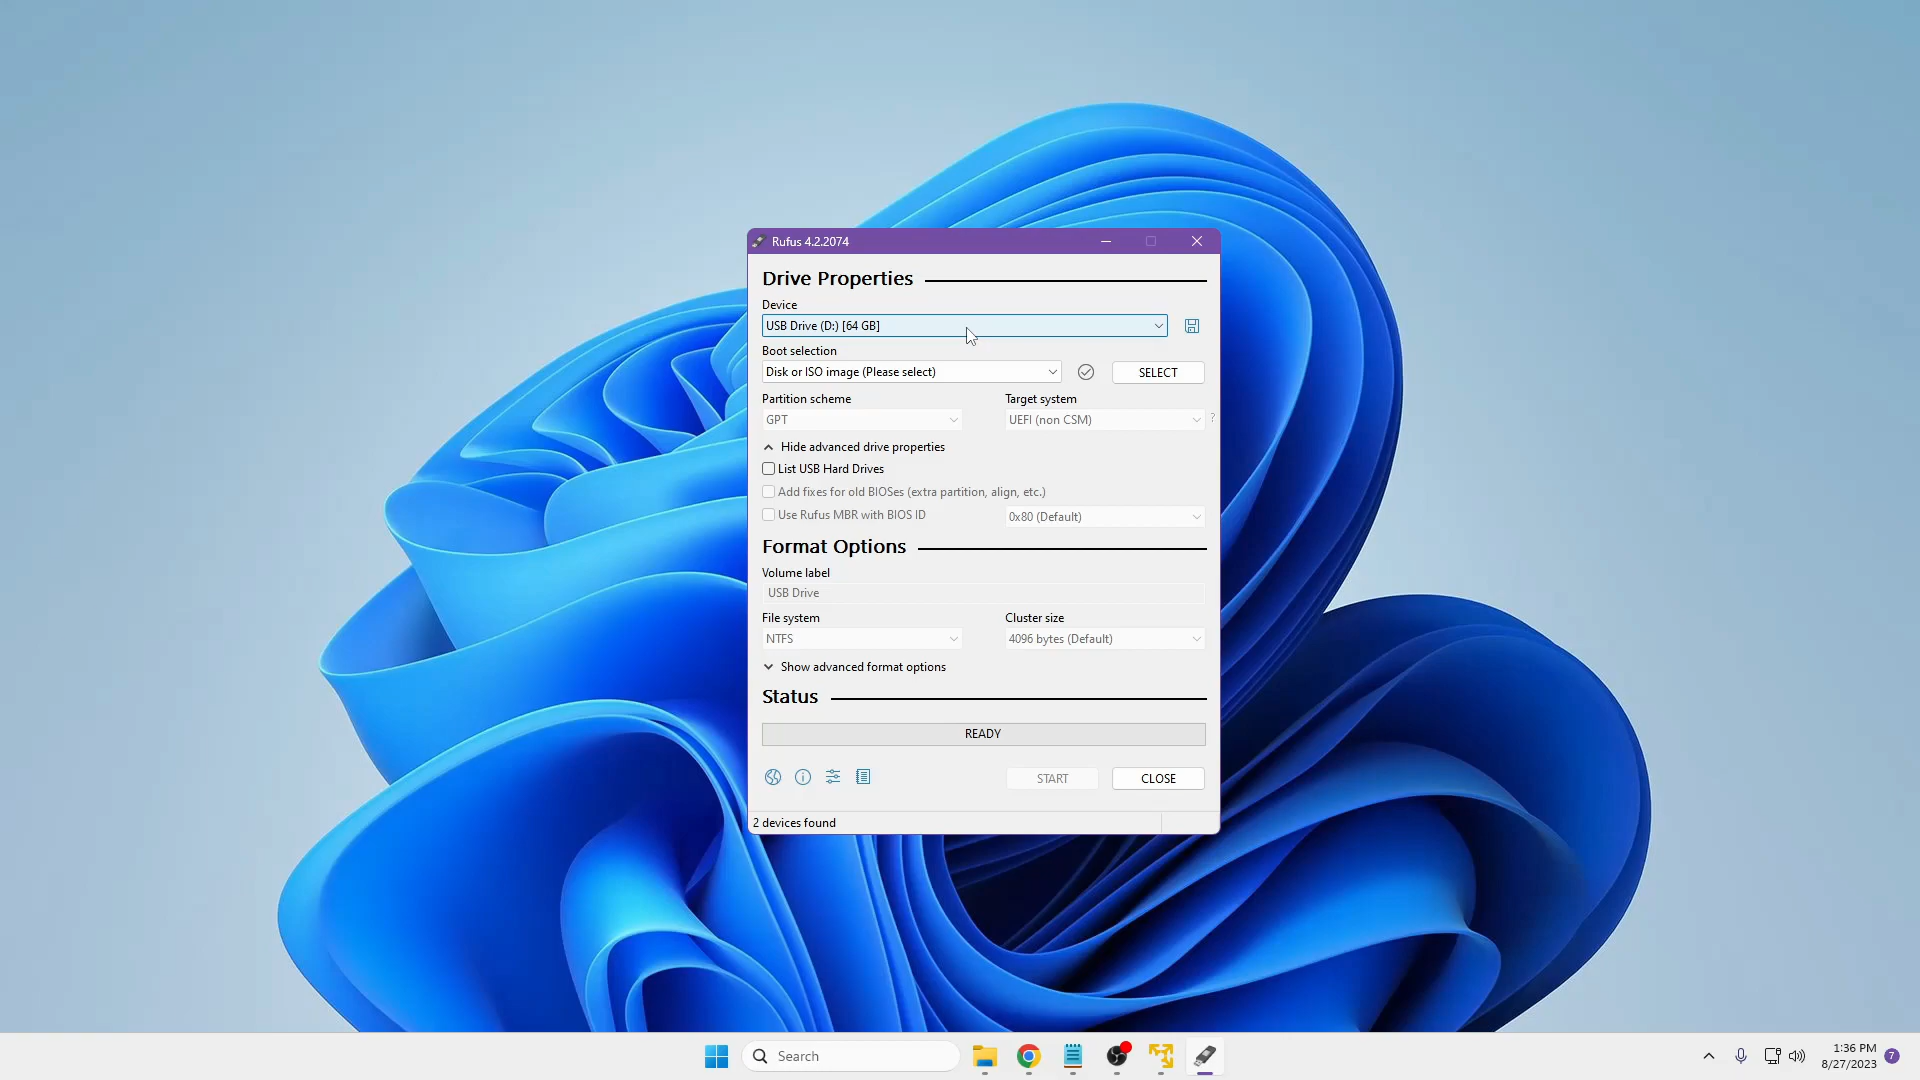 Rufus 4.2.2074
Drive Properties
Device
USB Drive (D:) [64 GB]
Boot selection
Disk or ISO image (Please select)
SELECT
Partition scheme
Target system
GPT
UEFI (non CSM)
?
Hide advanced drive properties
List USB Hard Drives
Add fixes for old BIOSes (extra partition, align, etc.)
Use Rufus MBR with BIOS ID
0x80 (Default)
Format Options
Volume label
USB Drive
File system
Cluster size
NTFS
4096 bytes (Default)
Show advanced format options
Status
READY
START
CLOSE
2 devices found
Search
1:36 PM
8/27/2023
7